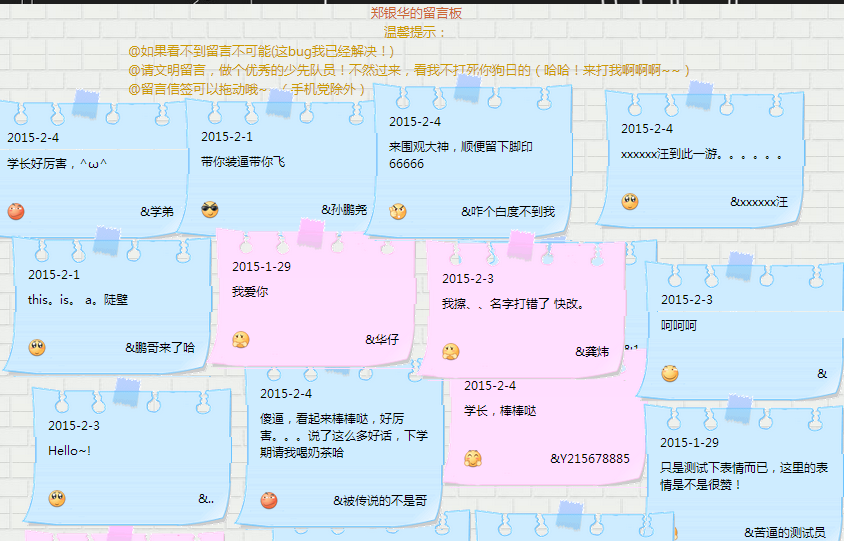 郑银华的留言板
温馨提示：
@如果看不到留言不可能(这bug我已经解决！)
@请文明留言，做个优秀的少先队员！不然过来，看我不打死你狗日的（哈哈！来打我啊啊啊~~）
@留言信签可以拖动哦~（手机党除外）
2015-2-4
学长好厉害，^ω^
&学弟
2015-2-1
带你装逼带你飞
&孙鹏尧
2015-2-4
来围观大神，顺便留下脚印
66666
&咋个白度不到我
2015-2-4
xxxxxx汪到此一游。。。。。。
&xxxxxx汪
2015-2-1
this。is。 a。陡壁
&鹏哥来了哈
2015-1-29
我爱你
&华仔
2015-2-3
我擦、、名字打错了 快改。
&龚炜
&1
2015-2-3
呵呵呵
&
2015-2-3
Hello~!
&..
2015-2-4
傻逼，看起来棒棒哒，好厉
害。。。说了这么多好话，下学
期请我喝奶茶哈
&被传说的不是哥
2015-2-4
学长，棒棒哒
&Y215678885
2015-1-29
只是测试下表情而已，这里的表
情是不是很赞！
&苦逼的测试员